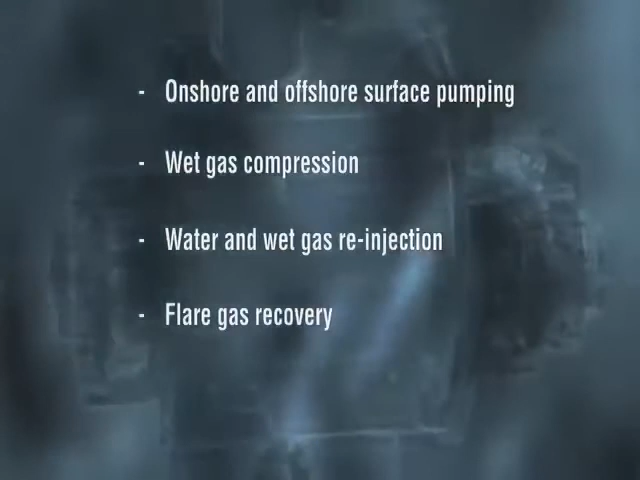 - Onshore and offshore surface pumping
- Wet gas compression
- Water and wet gas re-injection
- Flare gas recovery